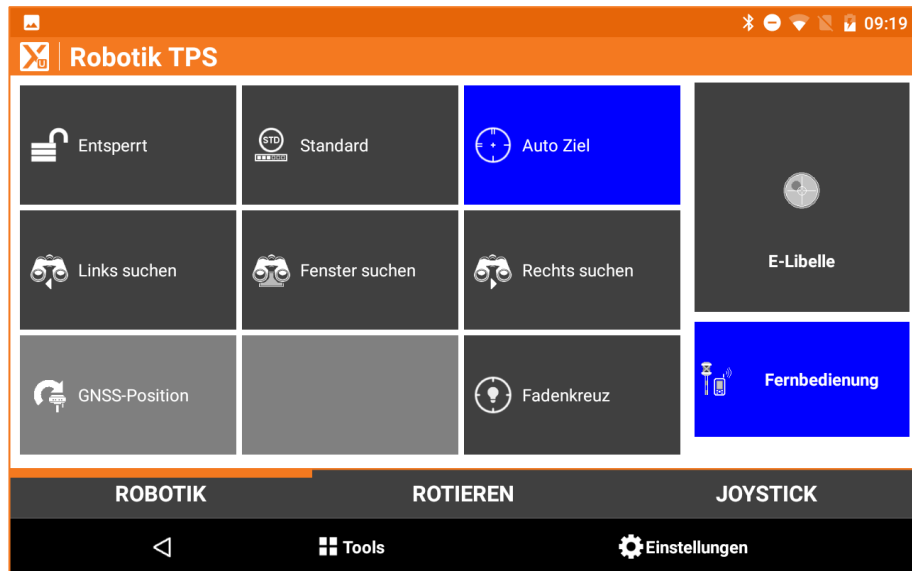 09:19
Robotik TPS
Entsperrt
STD
Standard
Auto Ziel
Links suchen
Fenster suchen
Rechts suchen
E-Libelle
GNSS-Position
Fadenkreuz
Fernbedienung
ROBOTIK
ROTIEREN
JOYSTICK
Tools
Einstellungen